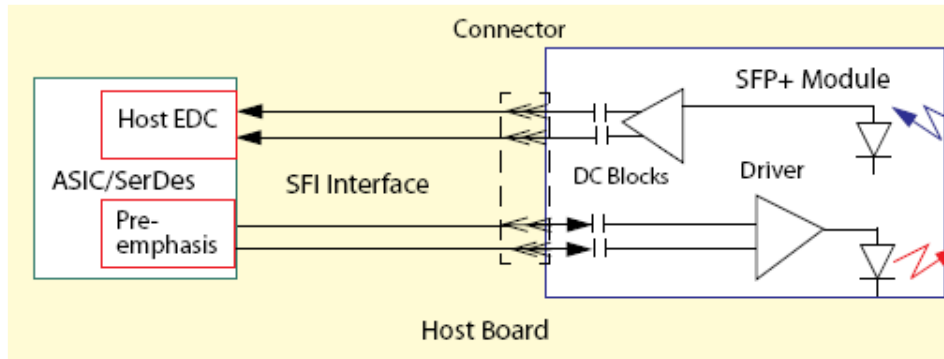 Connector
SFP+ Module
Host EDC
ASIC/SerDes
SFI Interface
DC Blocks
Driver
Pre-
emphasis
Host Board